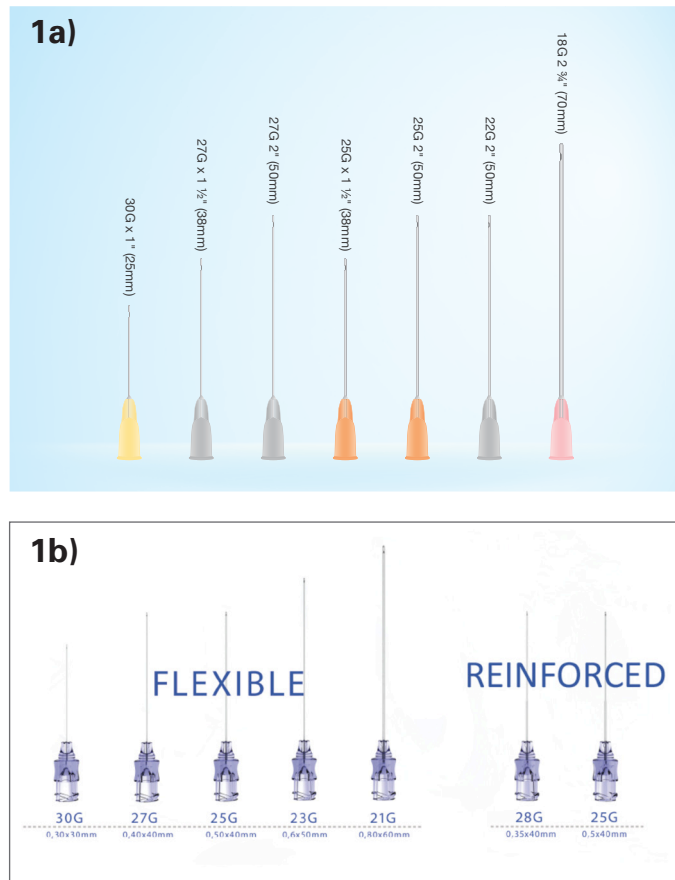 1a)
30G x 1" (25mm)
27G x 1 ½" (38mm)
27G 2" (50mm)
25G x 1 ½" (38mm)
25G 2" (50mm)
22G 2" (50mm)
18G 2 ¾" (70mm)
1b)
FLEXIBLE
REINFORCED
30G
27G
25G
23G
21G
28G
25G
0,30x30mm
0,40x40mm
0,50x40mm
0,6x50mm
0,80x60mm
0.35x40mm
0.5x40mm